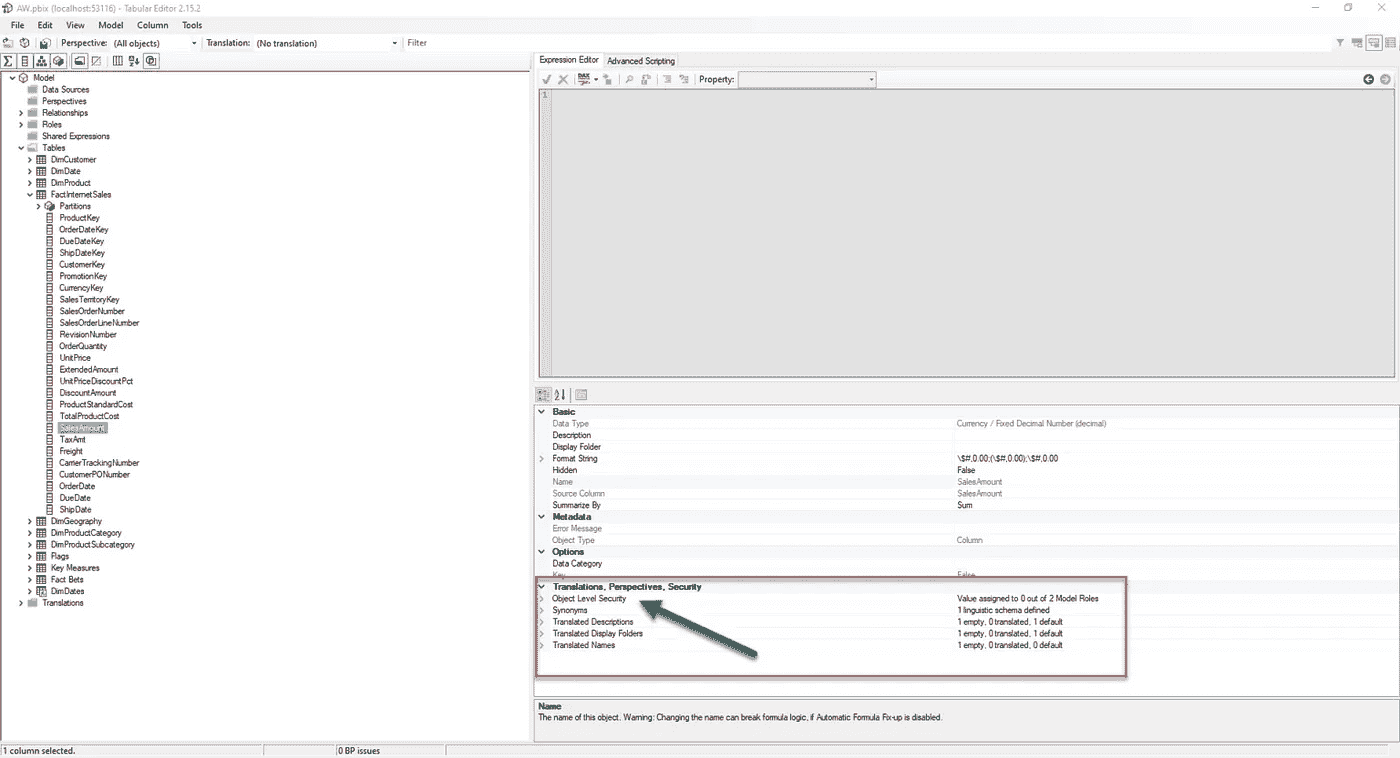 AW.pbix (localhost:53116) - Tabular Editor 2.15.2
File Edit View Model Column Tools
Perspective: (All objects) Translation: (No translation) Filter
Model
Data Sources
Perspectives
Relationships
Roles
Shared Expressions
Tables
DimCustomer
DimDate
DimProduct
FactInternetSales
Partitions
ProductKey
OrderDateKey
DueDateKey
ShipDateKey
CustomerKey
PromotionKey
CurrencyKey
SalesTerritoryKey
SalesOrderNumber
SalesOrderLineNumber
RevisionNumber
OrderQuantity
UnitPrice
ExtendedAmount
UnitPriceDiscountPct
DiscountAmount
ProductStandardCost
TotalProductCost
SalesAmount
TaxAmt
Freight
CarrierTrackingNumber
CustomerPONumber
OrderDate
DueDate
ShipDate
DimGeography
DimProductCategory
DimProductSubcategory
Flags
Key Measures
Fact Bets
DimDates
Translations
Expression Editor Advanced Scripting
DAX Property:
1
Basic
Data Type Currency / Fixed Decimal Number (decimal)
Description
Display Folder
Format String \$#,0.00;(\$#,0.00);\$#,0.00
Hidden False
Name SalesAmount
Source Column SalesAmount
Summarize By Sum
Metadata
Error Message
Object Type Column
Options
Data Category
Key False
Translations, Perspectives, Security
Object Level Security Value assigned to 0 out of 2 Model Roles
Synonyms 1 linguistic schema defined
Translated Descriptions 1 empty, 0 translated, 1 default
Translated Display Folders 1 empty, 0 translated, 1 default
Translated Names 1 empty, 0 translated, 0 default
Name
The name of this object. Warning: Changing the name can break formula logic, if Automatic Formula Fix-up is disabled.
1 column selected. 0 BP issues